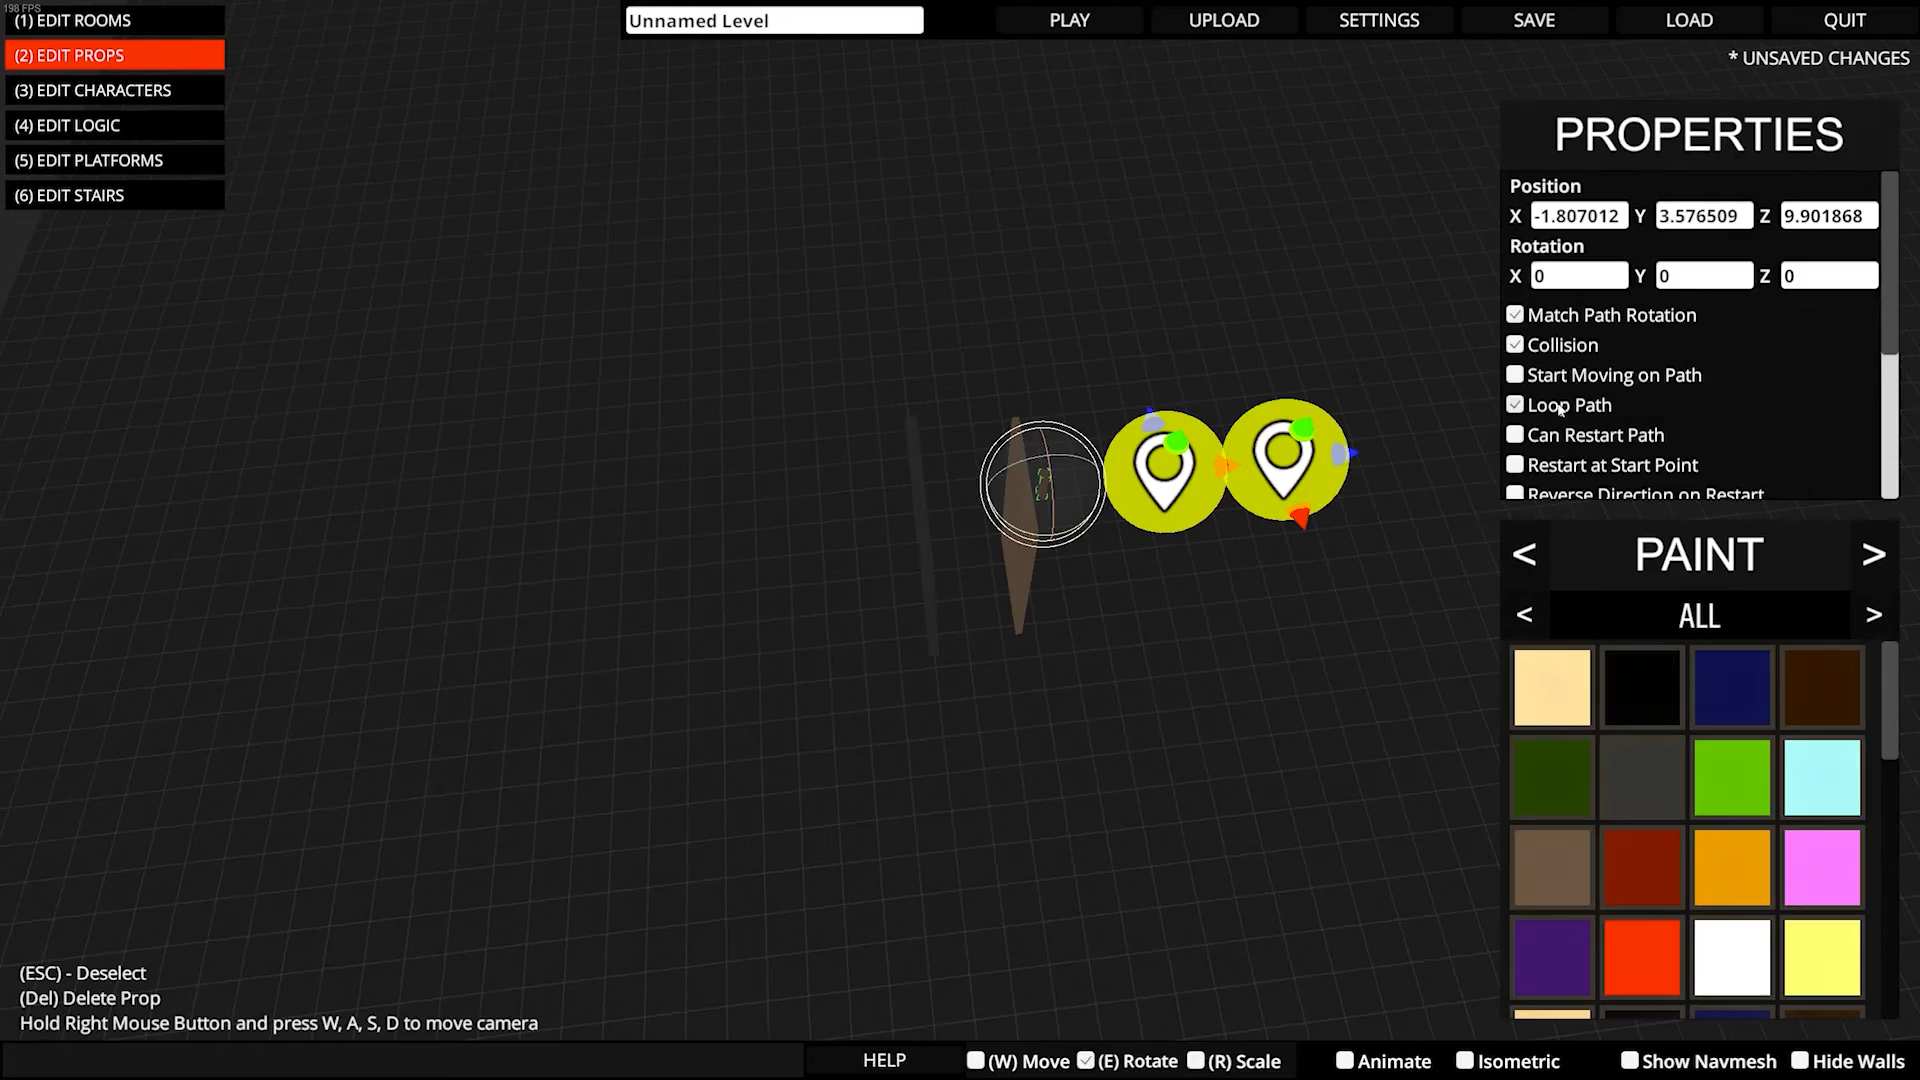 198 FPS
(1) EDIT ROOMS
(2) EDIT PROPS
(3) EDIT CHARACTERS
(4) EDIT LOGIC
(5) EDIT PLATFORMS
(6) EDIT STAIRS
Unnamed Level
PLAY UPLOAD SETTINGS SAVE LOAD QUIT
* UNSAVED CHANGES
PROPERTIES
Position
X -1.807012 Y 3.576509 Z 9.901868
Rotation
X 0 Y 0 Z 0
Match Path Rotation
Collision
Start Moving on Path
Loop Path
Can Restart Path
Restart at Start Point
Reverse Direction on Restart
< PAINT >
< ALL >
(ESC) - Deselect
(Del) Delete Prop
Hold Right Mouse Button and press W, A, S, D to move camera
HELP (W) Move (E) Rotate (R) Scale Animate Isometric Show Navmesh Hide Walls